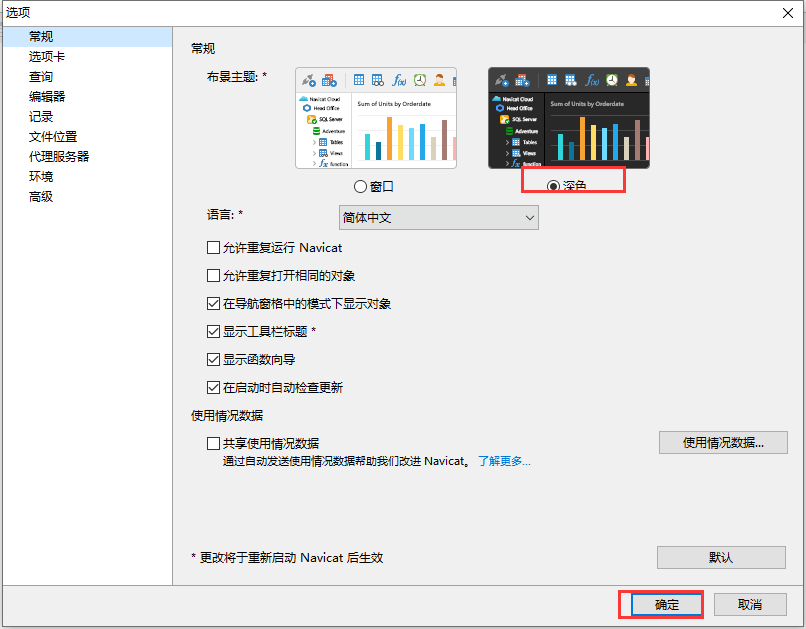 选项
常规
选项卡
查询
编辑器
记录
文件位置
代理服务器
环境
高级
常规
布景主题: *
f(x)
Navicat Cloud
Head Office
SQL Server
Adventure
Tables
Views
fx function
Sum of Units by Orderdate
窗口
f(x)
Navicat Cloud
Head Office
SQL Server
Adventure
Tables
Views
fx function
Sum of Units by Orderdate
深色
语言: *
简体中文
允许重复运行 Navicat
允许重复打开相同的对象
在导航窗格中的模式下显示对象
显示工具栏标题 *
显示函数向导
在启动时自动检查更新
使用情况数据
共享使用情况数据
使用情况数据...
通过自动发送使用情况数据帮助我们改进 Navicat。 了解更多...
* 更改将于重新启动 Navicat 后生效
默认
确定
取消